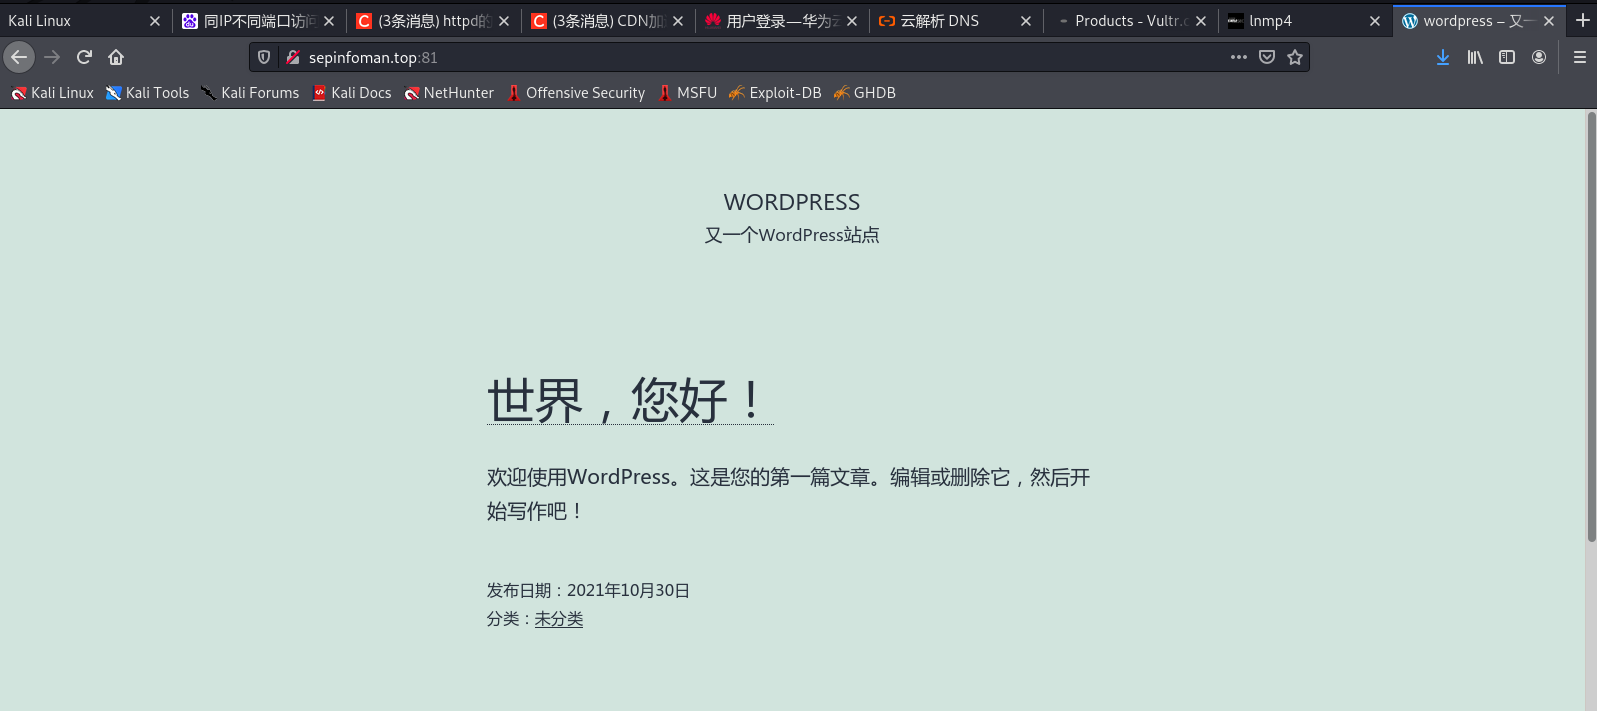 Kali Linux
同IP不同端口访问
(3条消息) httpd的
(3条消息) CDN加
用户登录—华为云
云解析 DNS
Products - Vultr.c
lnmp4
wordpress – 又一
sepinfoman.top:81
Kali Linux
Kali Tools
Kali Forums
Kali Docs
NetHunter
Offensive Security
MSFU
Exploit-DB
GHDB
WORDPRESS
又一个WordPress站点
世界，您好！
欢迎使用WordPress。这是您的第一篇文章。编辑或删除它，然后开
始写作吧！
发布日期：2021年10月30日
分类：未分类